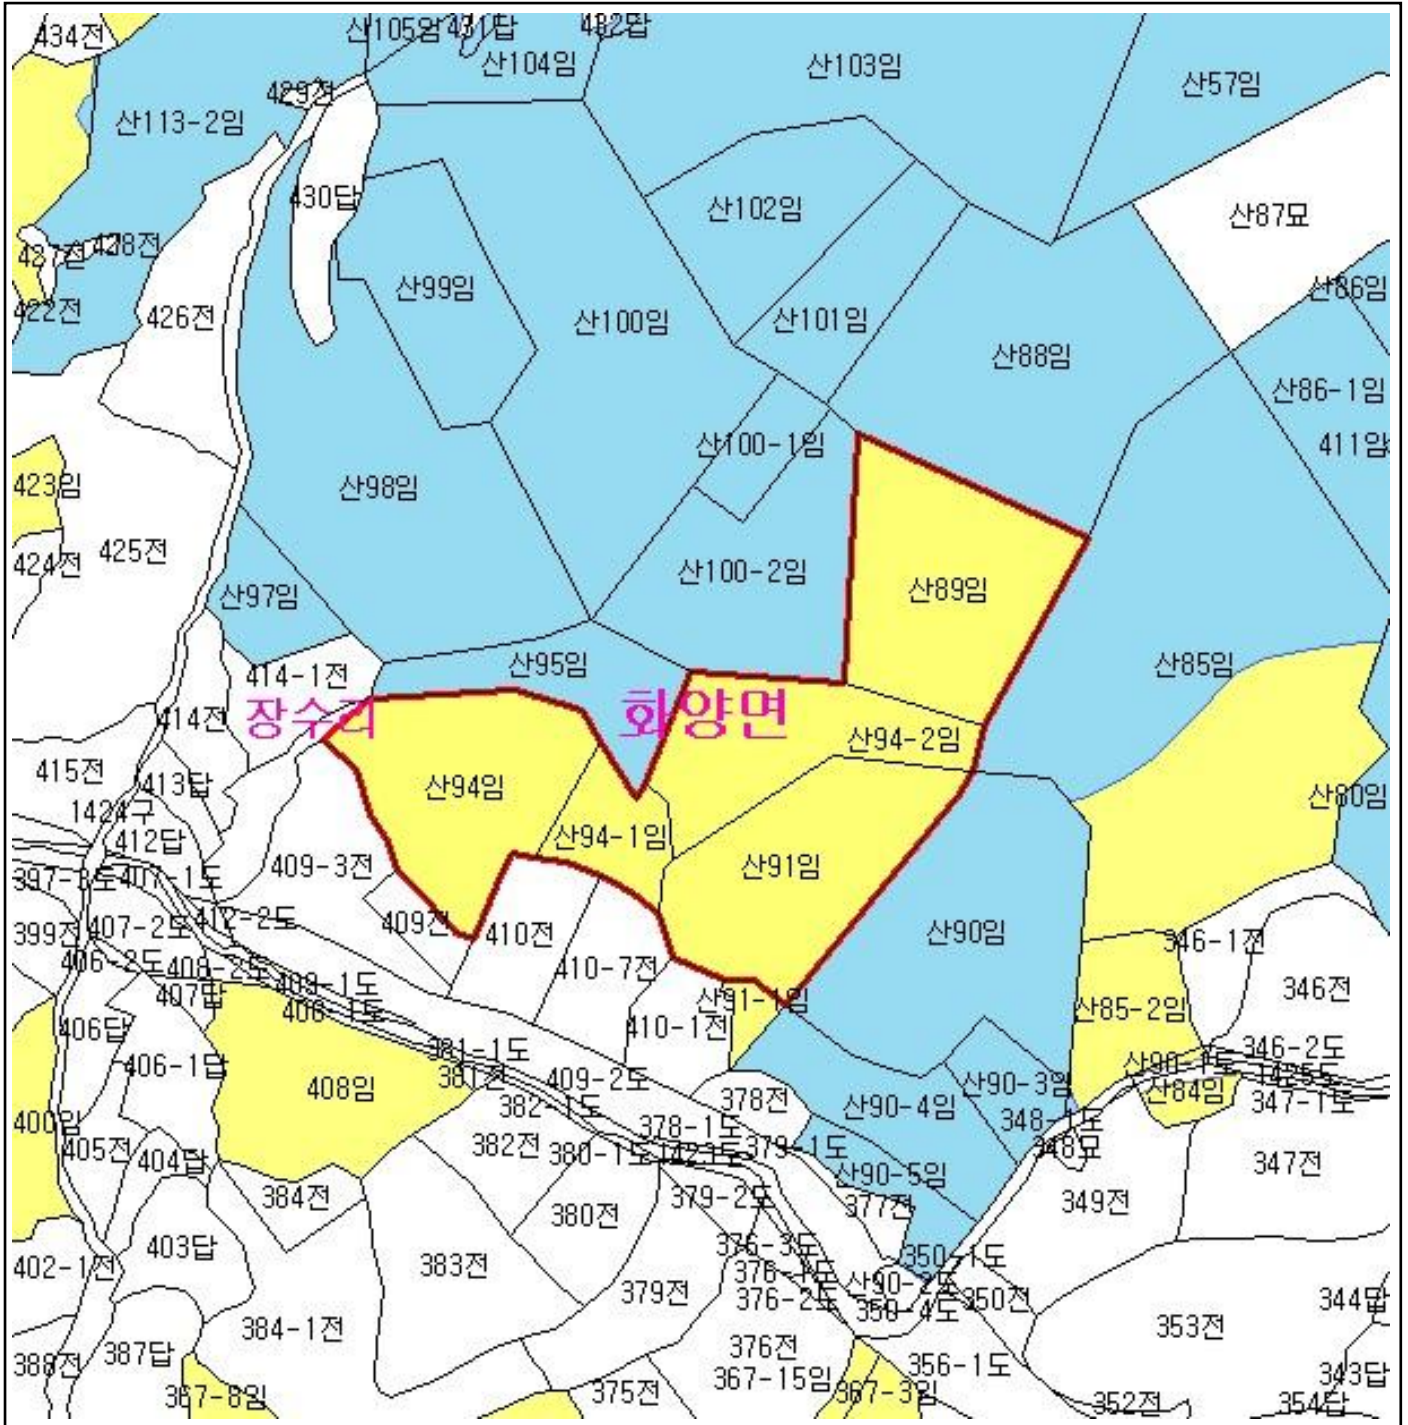 434전
산105임
431답
432답
산104임
산103임
산57임
429전
산113-2임
430답
산102임
산87묘
427전
428전
산99임
산86임
422전
426전
산100임
산101임
산88임
산86-1임
산100-1임
411임
423임
산98임
425전
424전
산100-2임
산89임
산97임
산95임
산85임
414-1전
414전
장수리
화양면
산94-2임
415전
413답
산94임
산80임
1424구
412답
산94-1임
409-3전
산91임
397-3도
407-1도
399전
407-2도
412-2도
409전
410전
산90임
346-1전
406-2도
408-2도
410-7전
409-1도
407답
408-1도
산91-1임
346전
406답
410-1전
산85-2임
381-1도
346-2도
406-1답
408임
381전
409-2도
산90-1도
1425도
400임
382-1도
378전
산90-4임
산90-3임
산84임
347-1도
405전
404답
382전
380-1도
378-1도
1423도
379-1도
348-1도
348묘
384전
산90-5임
347전
380전
379-2도
377전
349전
402-1전
403답
383전
376-3도
350-1도
379전
376-1도
376-2도
산90-2도
350-4도
350전
344답
384-1전
353전
388전
387답
376전
356-1도
343답
367-8임
375전
367-15임
367-3임
352전
354답